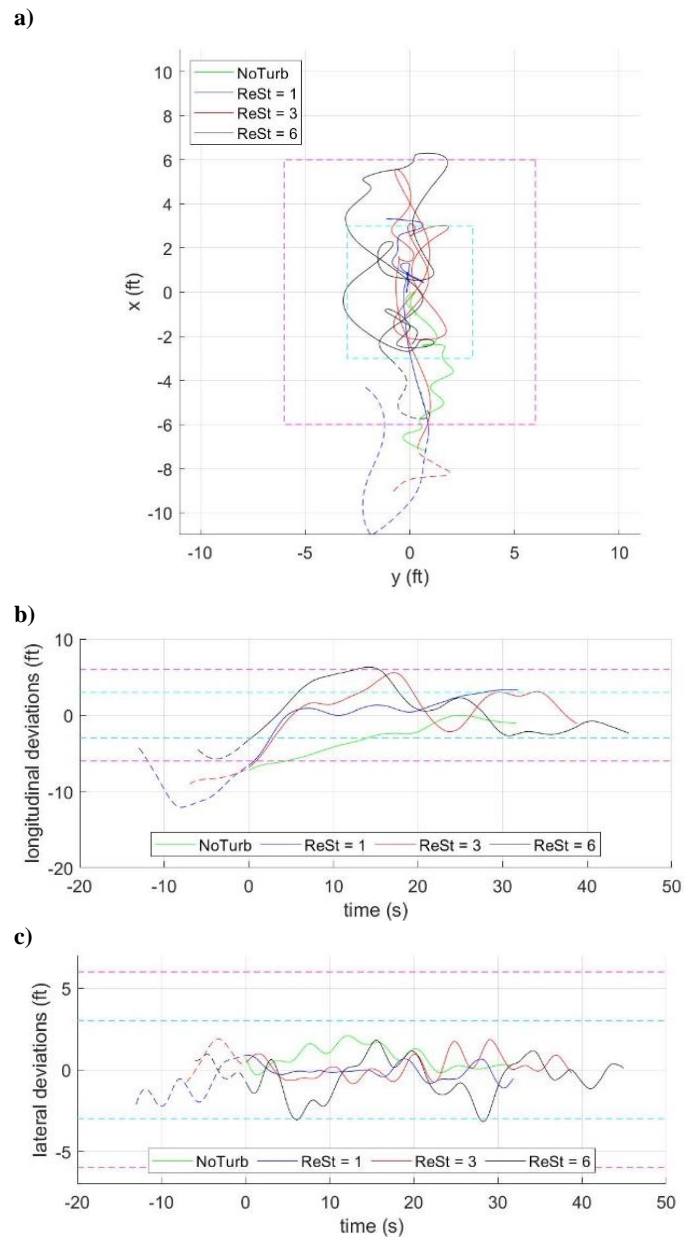 a)
10
8
6
4
2
0
-2
-4
-6
-8
-10
x (ft)
NoTurb
ReSt = 1
ReSt = 3
ReSt = 6
-10 -5 0 5 10
y (ft)
b)
10
0
-10
-20
longitudinal deviations (ft)
NoTurb ReSt = 1 ReSt = 3 ReSt = 6
-20 -10 0 10 20 30 40 50
time (s)
c)
5
0
-5
lateral deviations (ft)
NoTurb ReSt = 1 ReSt = 3 ReSt = 6
-20 -10 0 10 20 30 40 50
time (s)